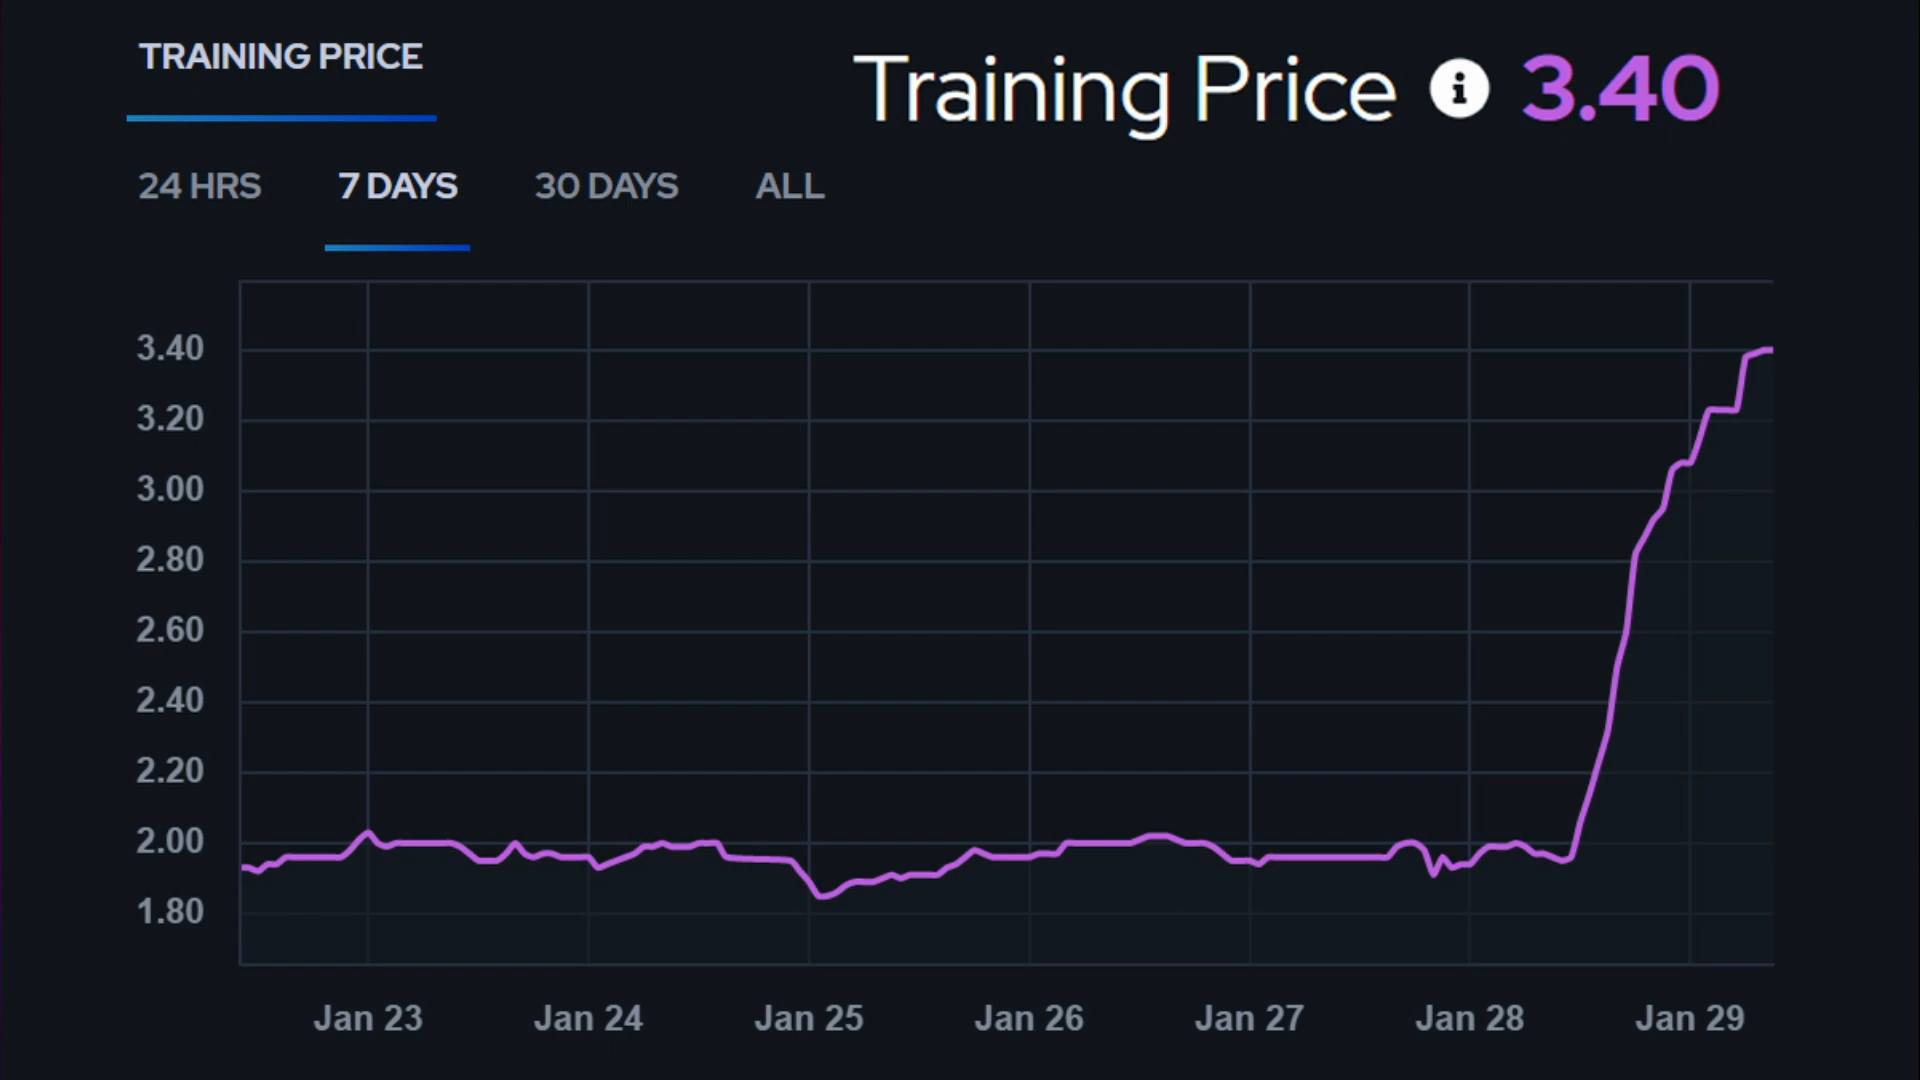 TRAINING PRICE
Training Price i 3.40
24 HRS 7 DAYS 30 DAYS ALL
3.40
3.20
3.00
2.80
2.60
2.40
2.20
2.00
1.80
Jan 23 Jan 24 Jan 25 Jan 26 Jan 27 Jan 28 Jan 29